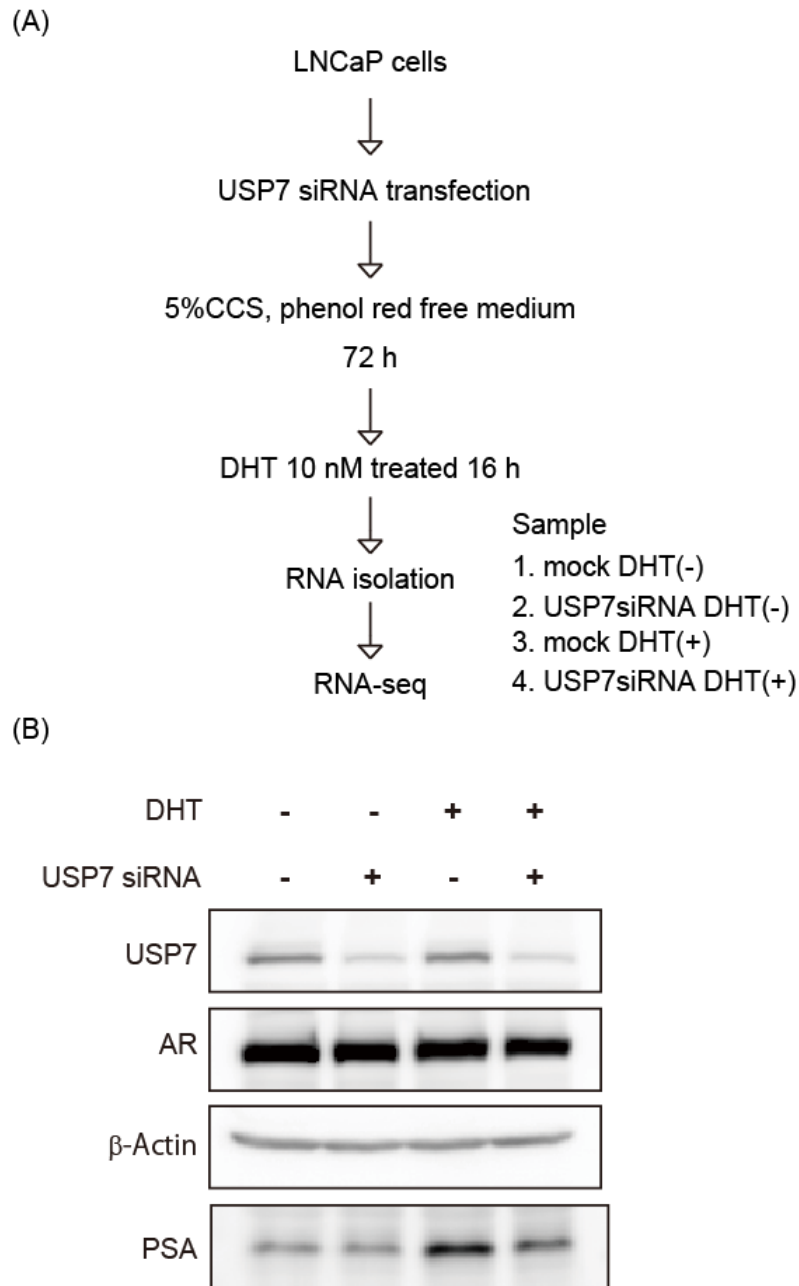 (A)
LNCaP cells
USP7 siRNA transfection
5%CCS, phenol red free medium
72 h
DHT 10 nM treated 16 h
RNA isolation
RNA-seq
Sample
1. mock DHT(-)
2. USP7siRNA DHT(-)
3. mock DHT(+)
4. USP7siRNA DHT(+)
(B)
DHT - - + +
USP7 siRNA - + - +
USP7
AR
β-Actin
PSA